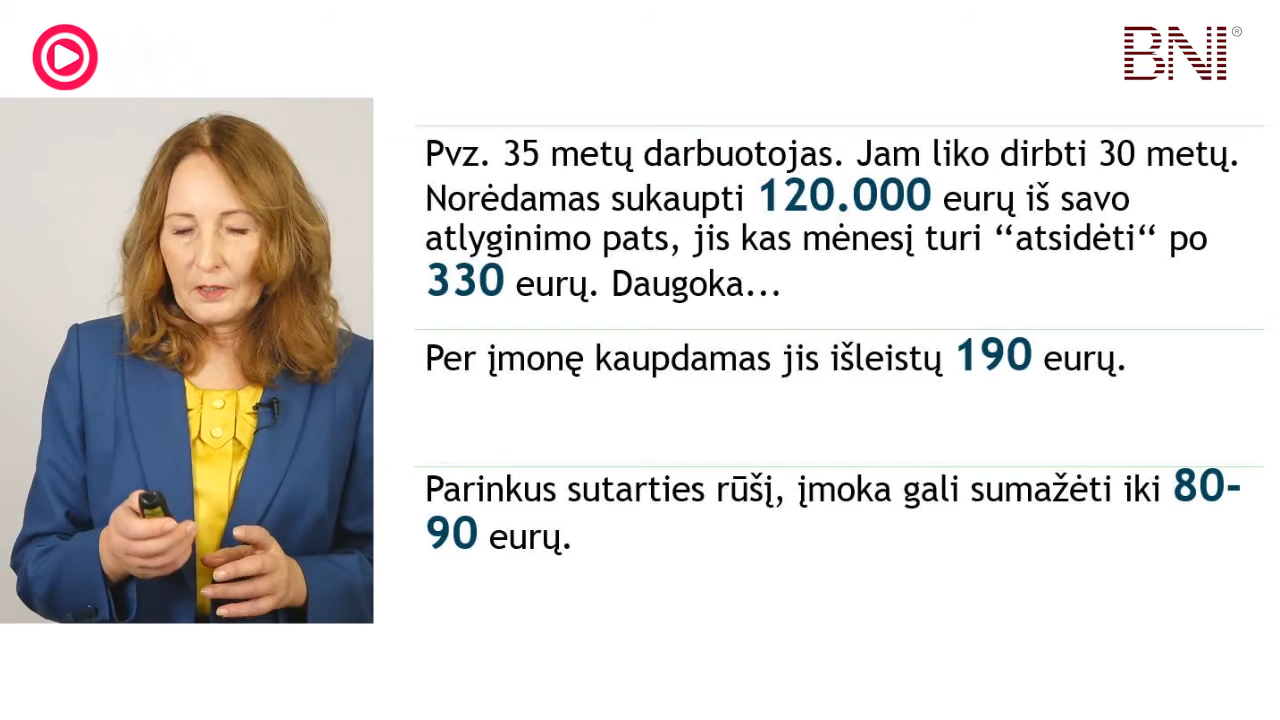 BNI®
Pvz. 35 metų darbuotojas. Jam liko dirbti 30 metų.
Norėdamas sukaupti 120.000 eurų iš savo
atlyginimo pats, jis kas mėnesį turi “atsidėti“ po
330 eurų. Daugoka...
Per įmonę kaupdamas jis išleistų 190 eurų.
Parinkus sutarties rūšį, įmoka gali sumažėti iki 80-
90 eurų.